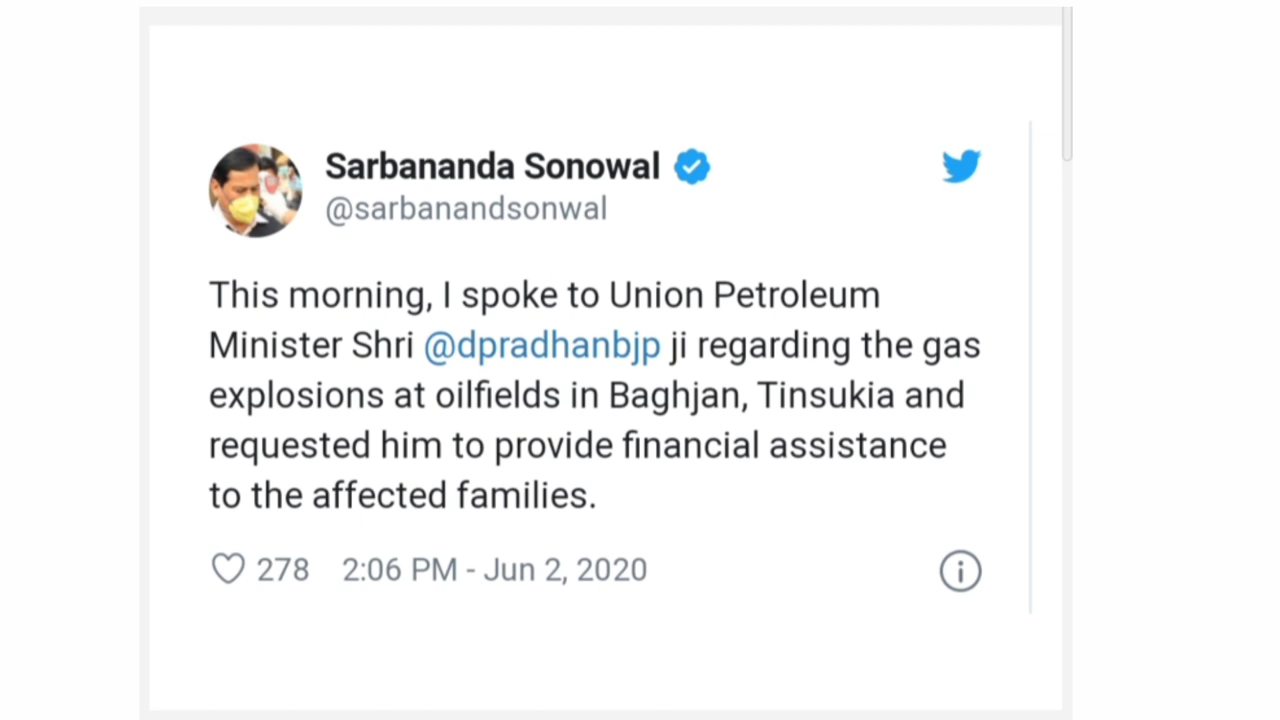 Sarbananda Sonowal
@sarbanandsonwal
This morning, I spoke to Union Petroleum
Minister Shri @dpradhanbjp ji regarding the gas
explosions at oilfields in Baghjan, Tinsukia and
requested him to provide financial assistance
to the affected families.
278 2:06 PM - Jun 2, 2020